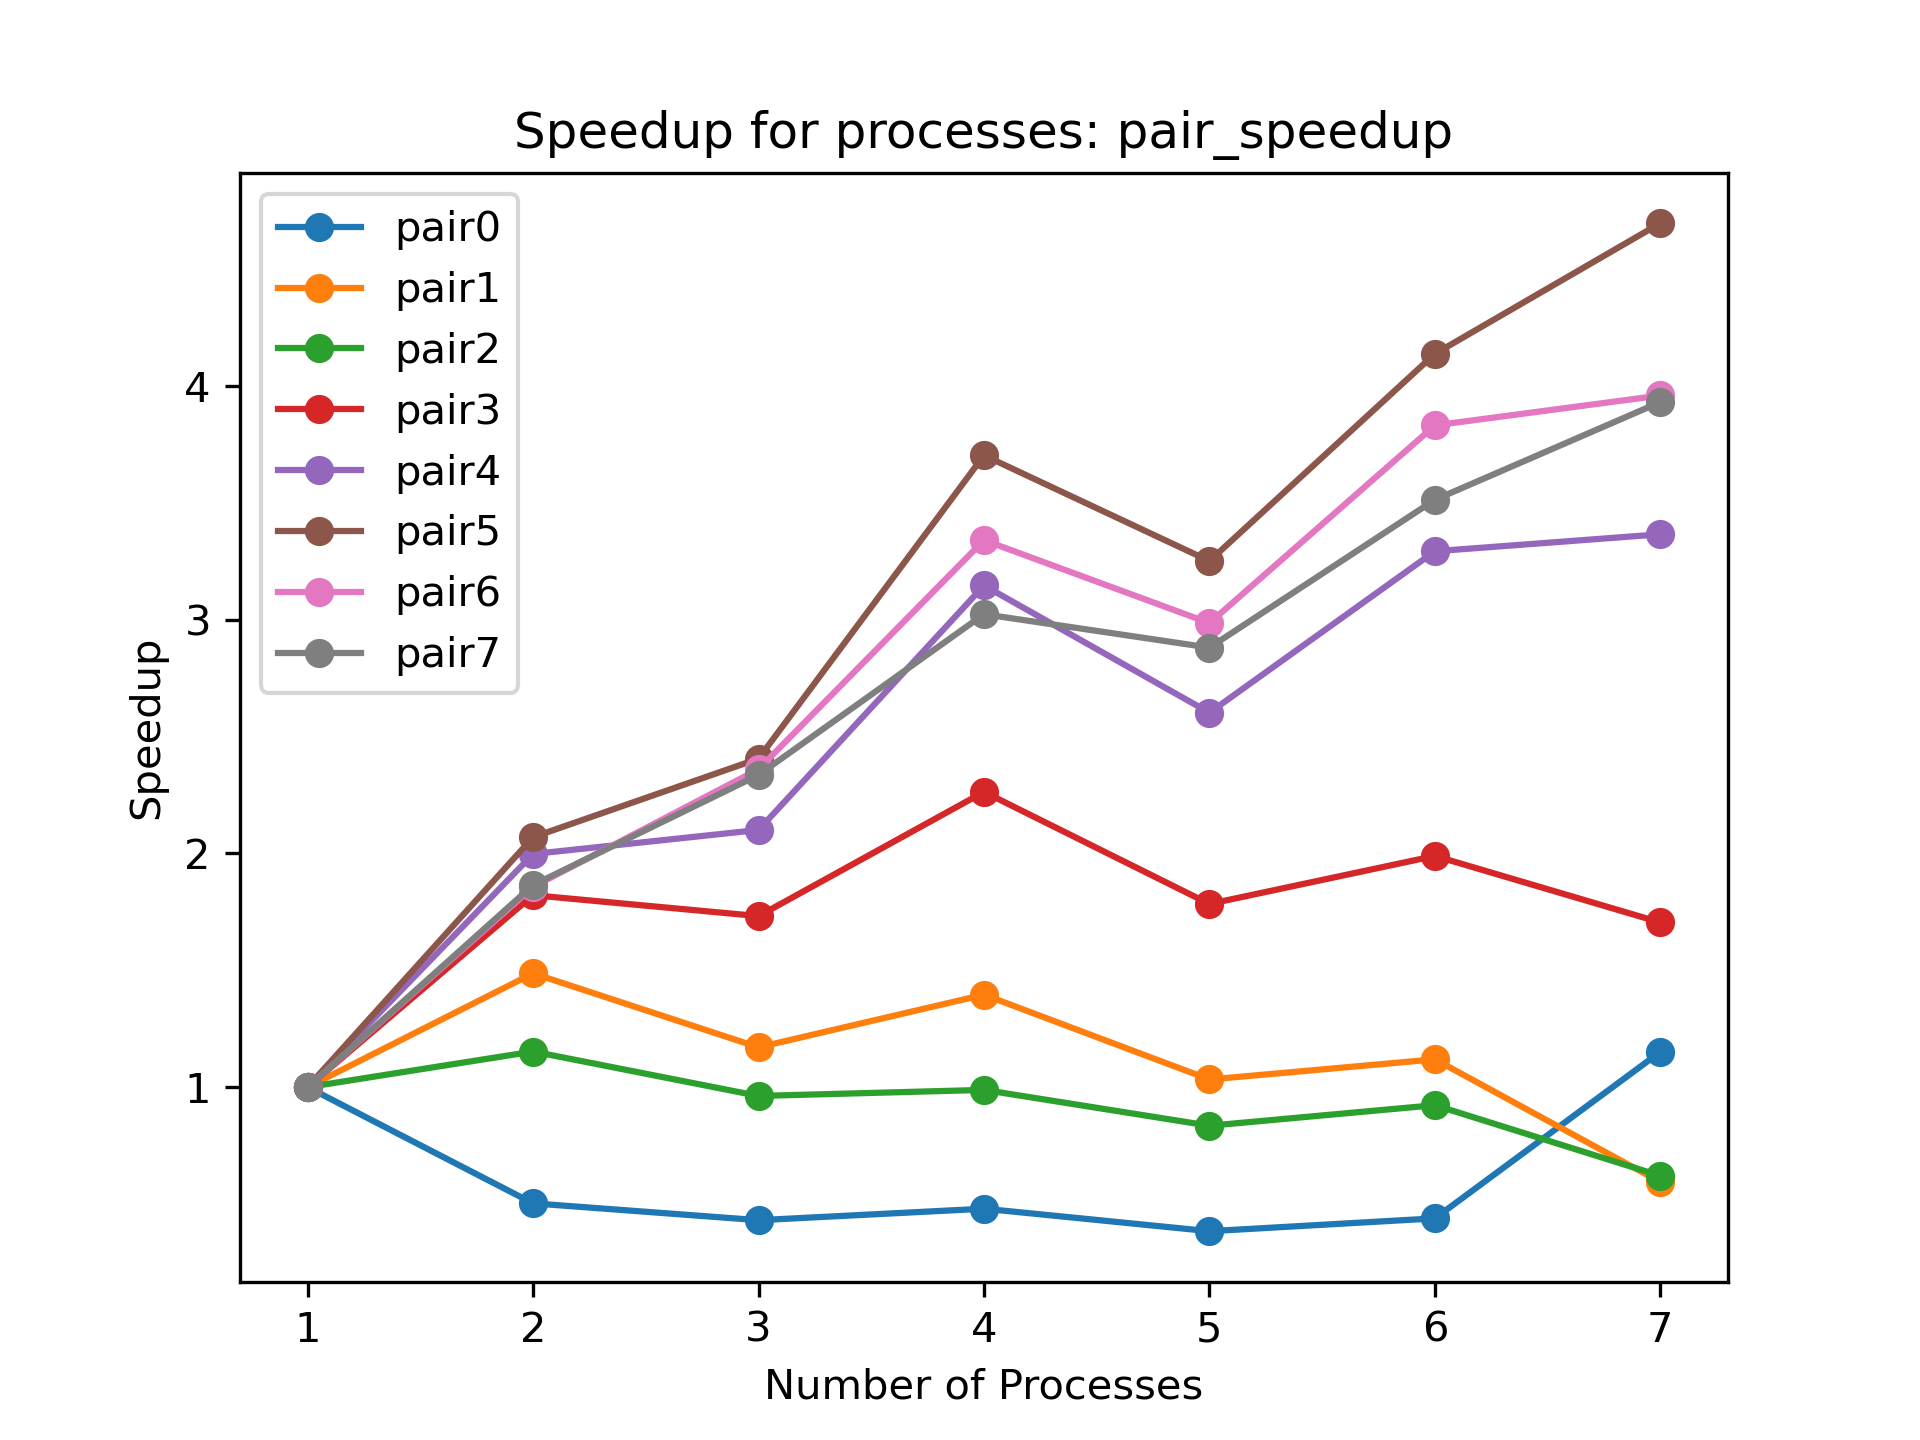 Speedup for processes: pair_speedup
pair0
pair1
pair2
pair3
pair4
pair5
pair6
pair7
Speedup
4
3
2
1
1 2 3 4 5 6 7
Number of Processes